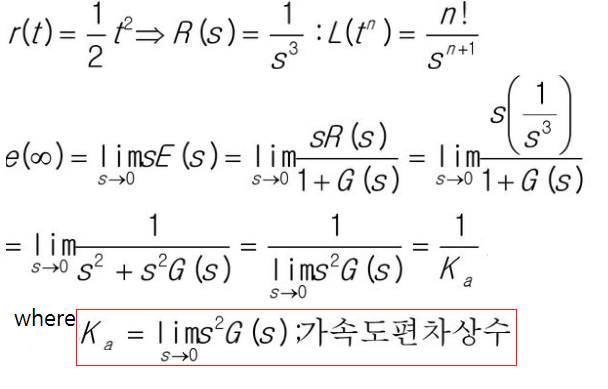 r(t) = 1/2 t² ⇒ R(s) = 1/s³ : L(tⁿ) = n!/sⁿ⁺¹
e(∞) = lim_{s→0} sE(s) = lim_{s→0} sR(s)/(1+G(s)) = lim_{s→0} s(1/s³)/(1+G(s))
= lim_{s→0} 1/(s² + s²G(s)) = 1/(lim_{s→0} s²G(s)) = 1/K_a
where K_a = lim_{s→0} s²G(s) ;가속도편차상수